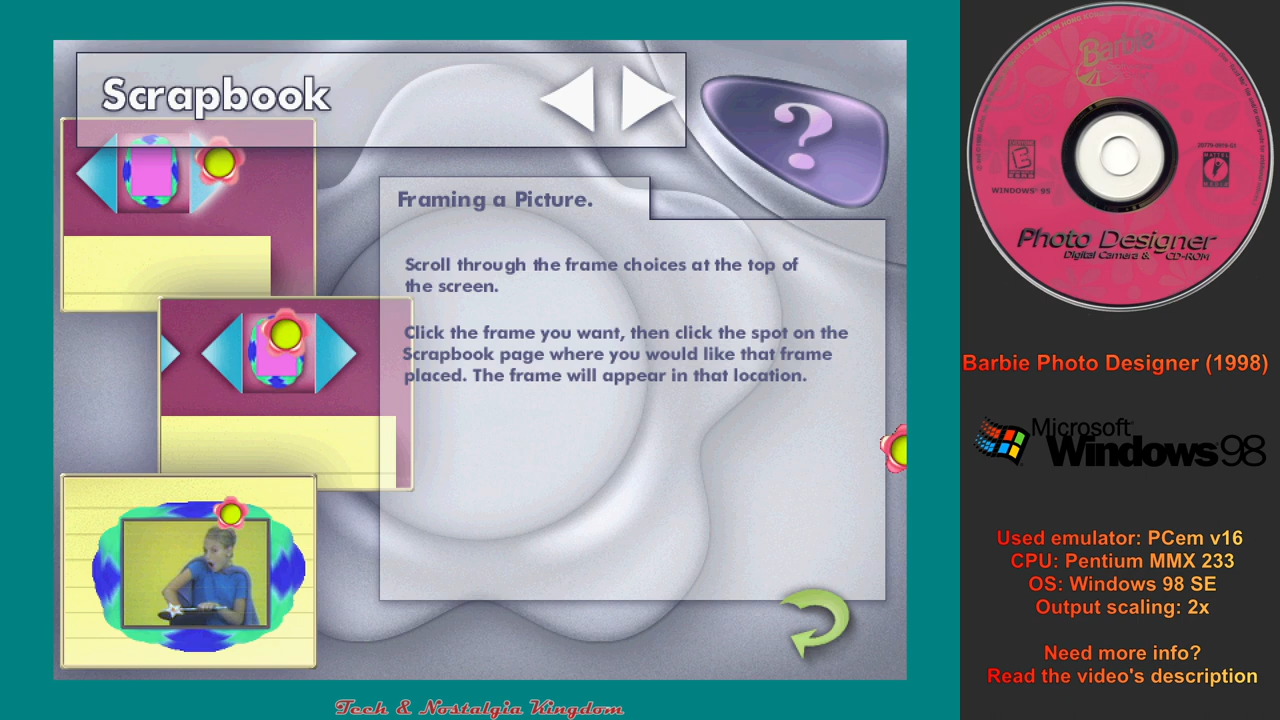 Scrapbook
?
Framing a Picture.
Scroll through the frame choices at the top of
the screen.
Click the frame you want, then click the spot on the
Scrapbook page where you would like that frame
placed. The frame will appear in that location.
Tech & Nostalgia Kingdom
Barbie
E
WINDOWS 95
MATTEL
MEDIA
Photo Designer
Digital Camera & CD-ROM
Barbie Photo Designer (1998)
Microsoft
Windows 98
Used emulator: PCem v16
CPU: Pentium MMX 233
OS: Windows 98 SE
Output scaling: 2x
Need more info?
Read the video's description